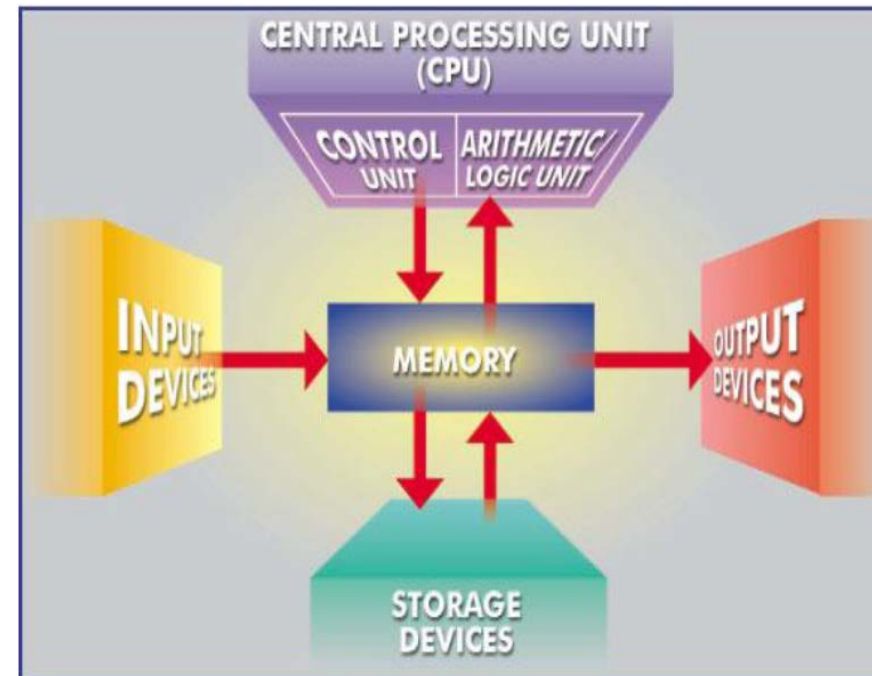 CENTRAL PROCESSING UNIT
(CPU)
CONTROL
UNIT
ARITHMETIC/
LOGIC UNIT
INPUT
DEVICES
MEMORY
OUTPUT
DEVICES
STORAGE
DEVICES